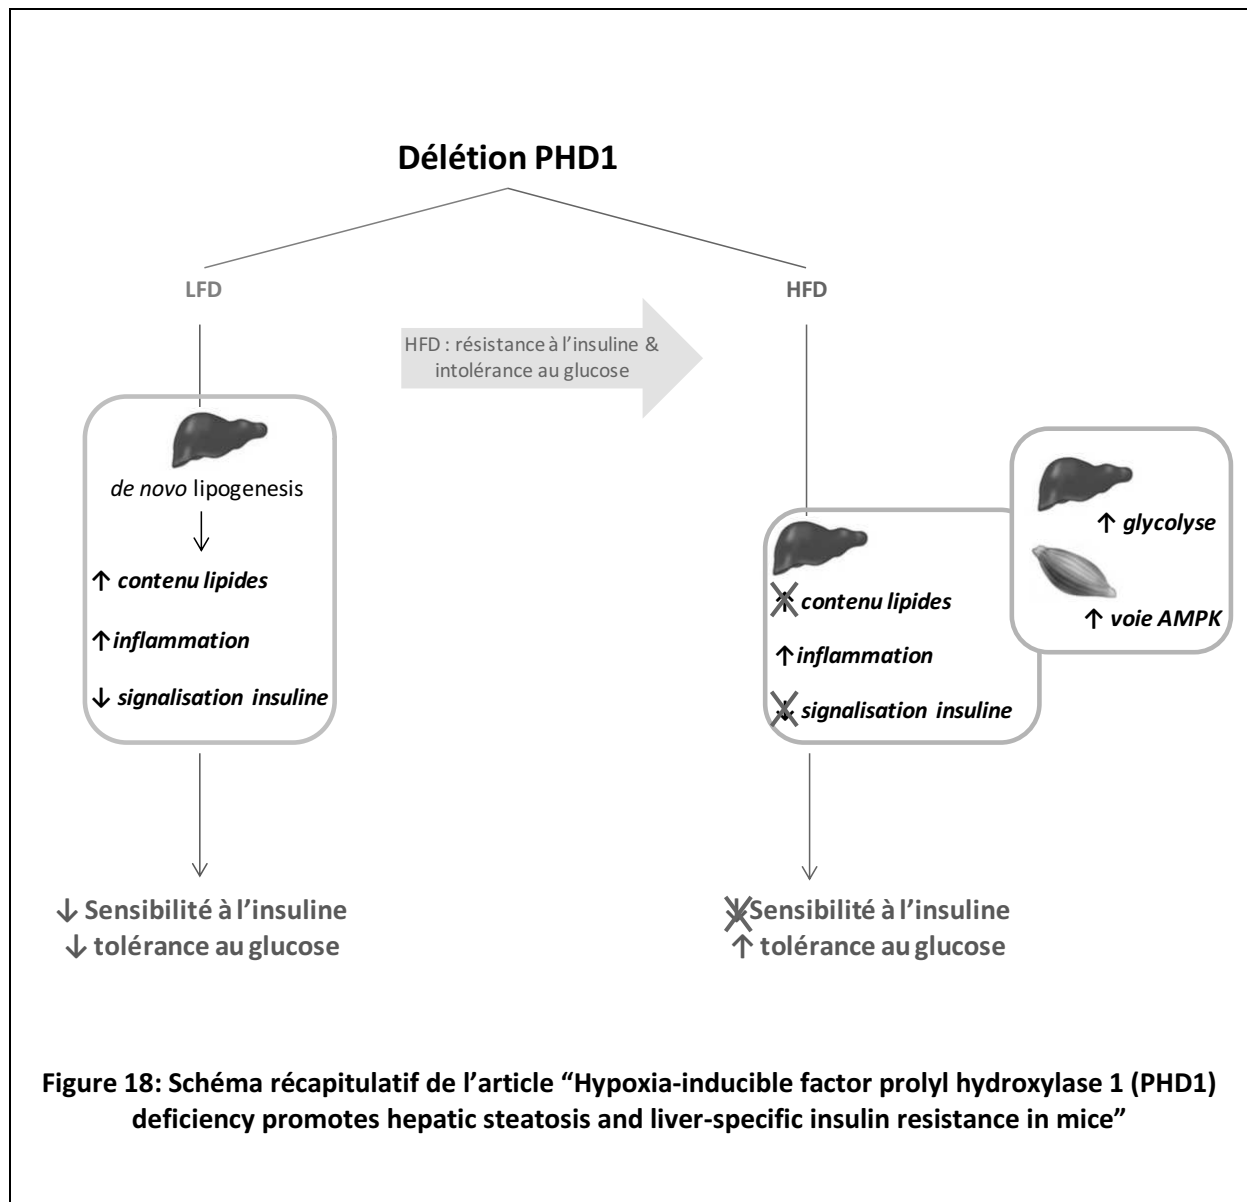 Délétion PHD1
LFD
HFD
HFD : résistance à l'insuline &
intolérance au glucose
de novo lipogenesis
↓
↑ contenu lipides
↑ inflammation
↓ signalisation insuline
↑ glycolyse
↑ voie AMPK
↑ contenu lipides
↑ inflammation
↓ signalisation insuline
↓ Sensibilité à l'insuline
↓ tolérance au glucose
↓ Sensibilité à l'insuline
↑ tolérance au glucose
Figure 18: Schéma récapitulatif de l'article “Hypoxia-inducible factor prolyl hydroxylase 1 (PHD1)
deficiency promotes hepatic steatosis and liver-specific insulin resistance in mice”